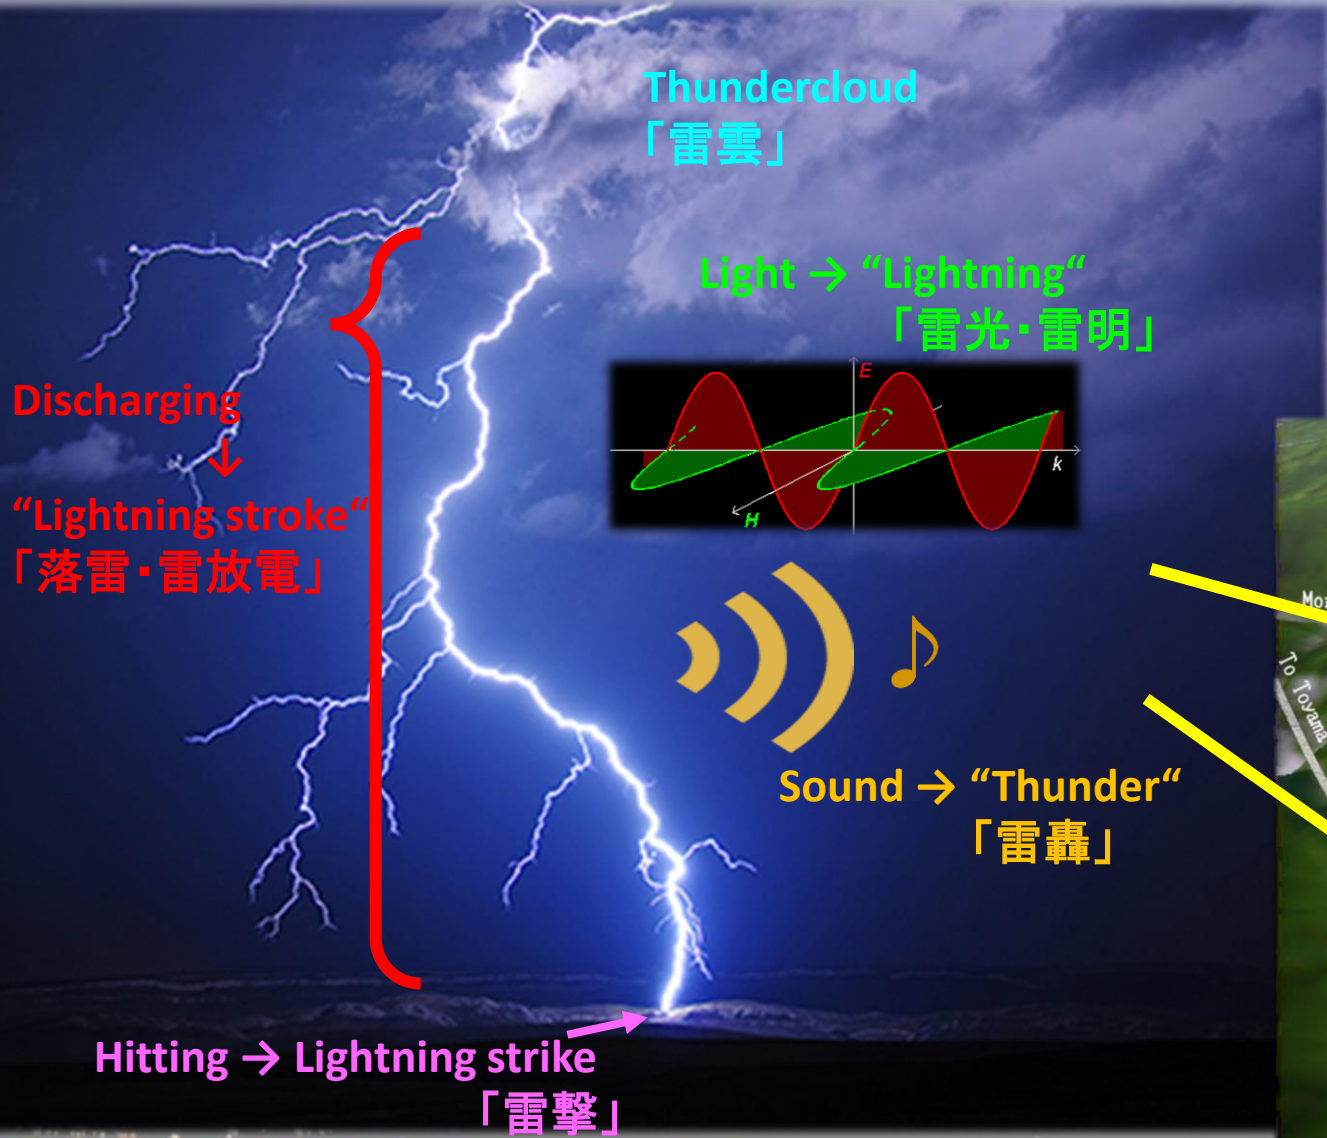 Thundercloud
「雷雲」
Light → “Lightning“
「雷光・雷明」
E
k
H
Discharging
↓
“Lightning stroke“
「落雷・雷放電」
To Toyama
Sound → “Thunder“
「雷轟」
Hitting → Lightning strike
「雷撃」